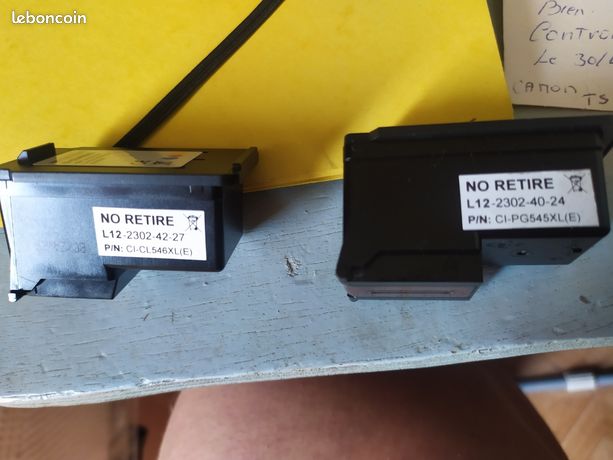 leboncoin
Bien
Le 30/
CANON TS
NO RETIRE
L12-2302-42-27
P/N: CI-CL546XL(E)
NO RETIRE
L12-2302-40-24
P/N: CI-PG545XL(E)